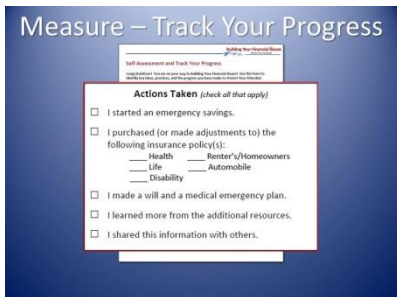 Measure – Track Your Progress
Building Your Financial House
Self-Assessment and Track Your Progress
Actions Taken (check all that apply)
☐ I started an emergency savings.
☐ I purchased (or made adjustments to) the
following insurance policy(s):
____ Health ____ Renter's/Homeowners
____ Life ____ Automobile
____ Disability
☐ I made a will and a medical emergency plan.
☐ I learned more from the additional resources.
☐ I shared this information with others.